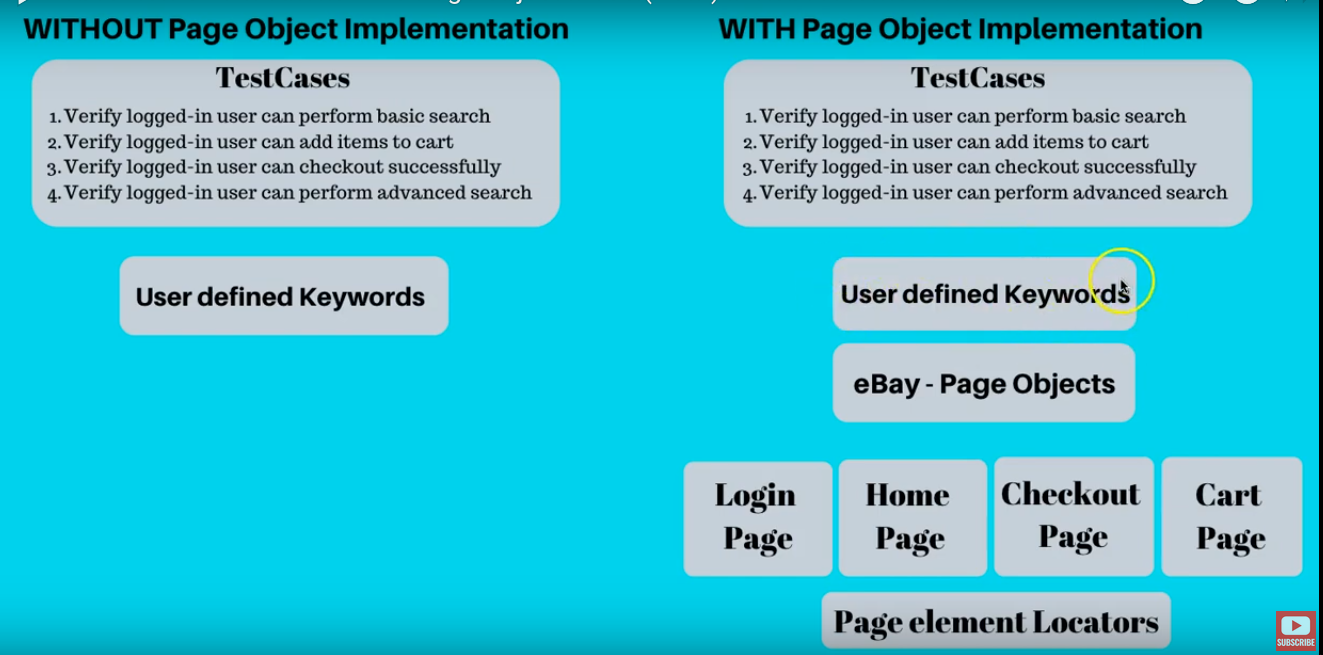 WITHOUT Page Object Implementation
TestCases
1. Verify logged-in user can perform basic search
2. Verify logged-in user can add items to cart
3. Verify logged-in user can checkout successfully
4. Verify logged-in user can perform advanced search
User defined Keywords
WITH Page Object Implementation
TestCases
1. Verify logged-in user can perform basic search
2. Verify logged-in user can add items to cart
3. Verify logged-in user can checkout successfully
4. Verify logged-in user can perform advanced search
User defined Keywords
eBay - Page Objects
Login
Page
Home
Page
Checkout
Page
Cart
Page
Page element Locators
SUBSCRIBE